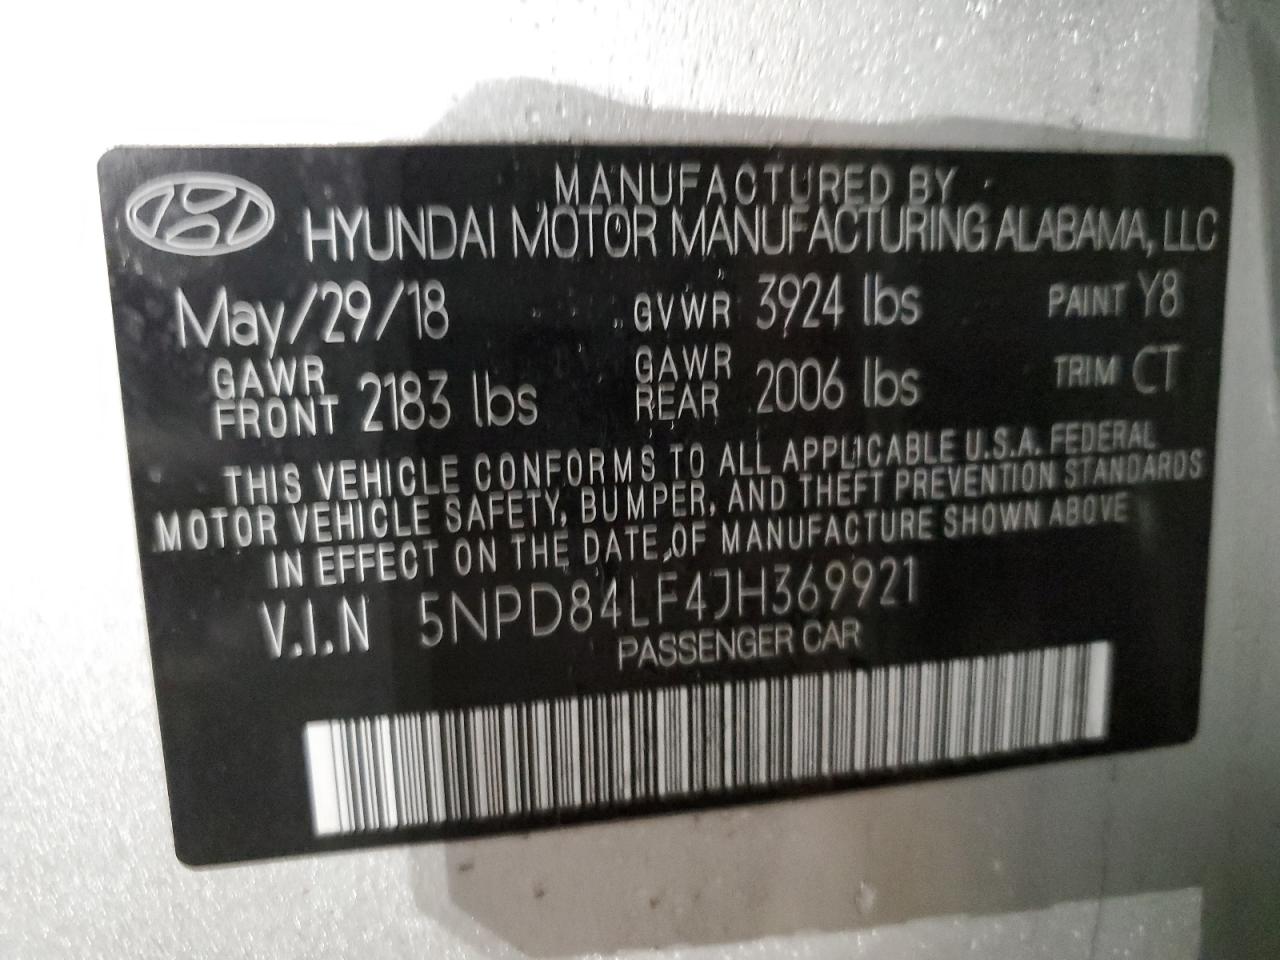 MANUFACTURED BY
HYUNDAI MOTOR MANUFACTURING ALABAMA, LLC
May/29/18 GVWR 3924 lbs PAINT Y8
GAWR FRONT 2183 lbs GAWR REAR 2006 lbs TRIM CT
THIS VEHICLE CONFORMS TO ALL APPLICABLE U.S.A. FEDERAL
MOTOR VEHICLE SAFETY, BUMPER, AND THEFT PREVENTION STANDARDS
IN EFFECT ON THE DATE OF MANUFACTURE SHOWN ABOVE
V.I.N 5NPD84LF4JH369921
PASSENGER CAR